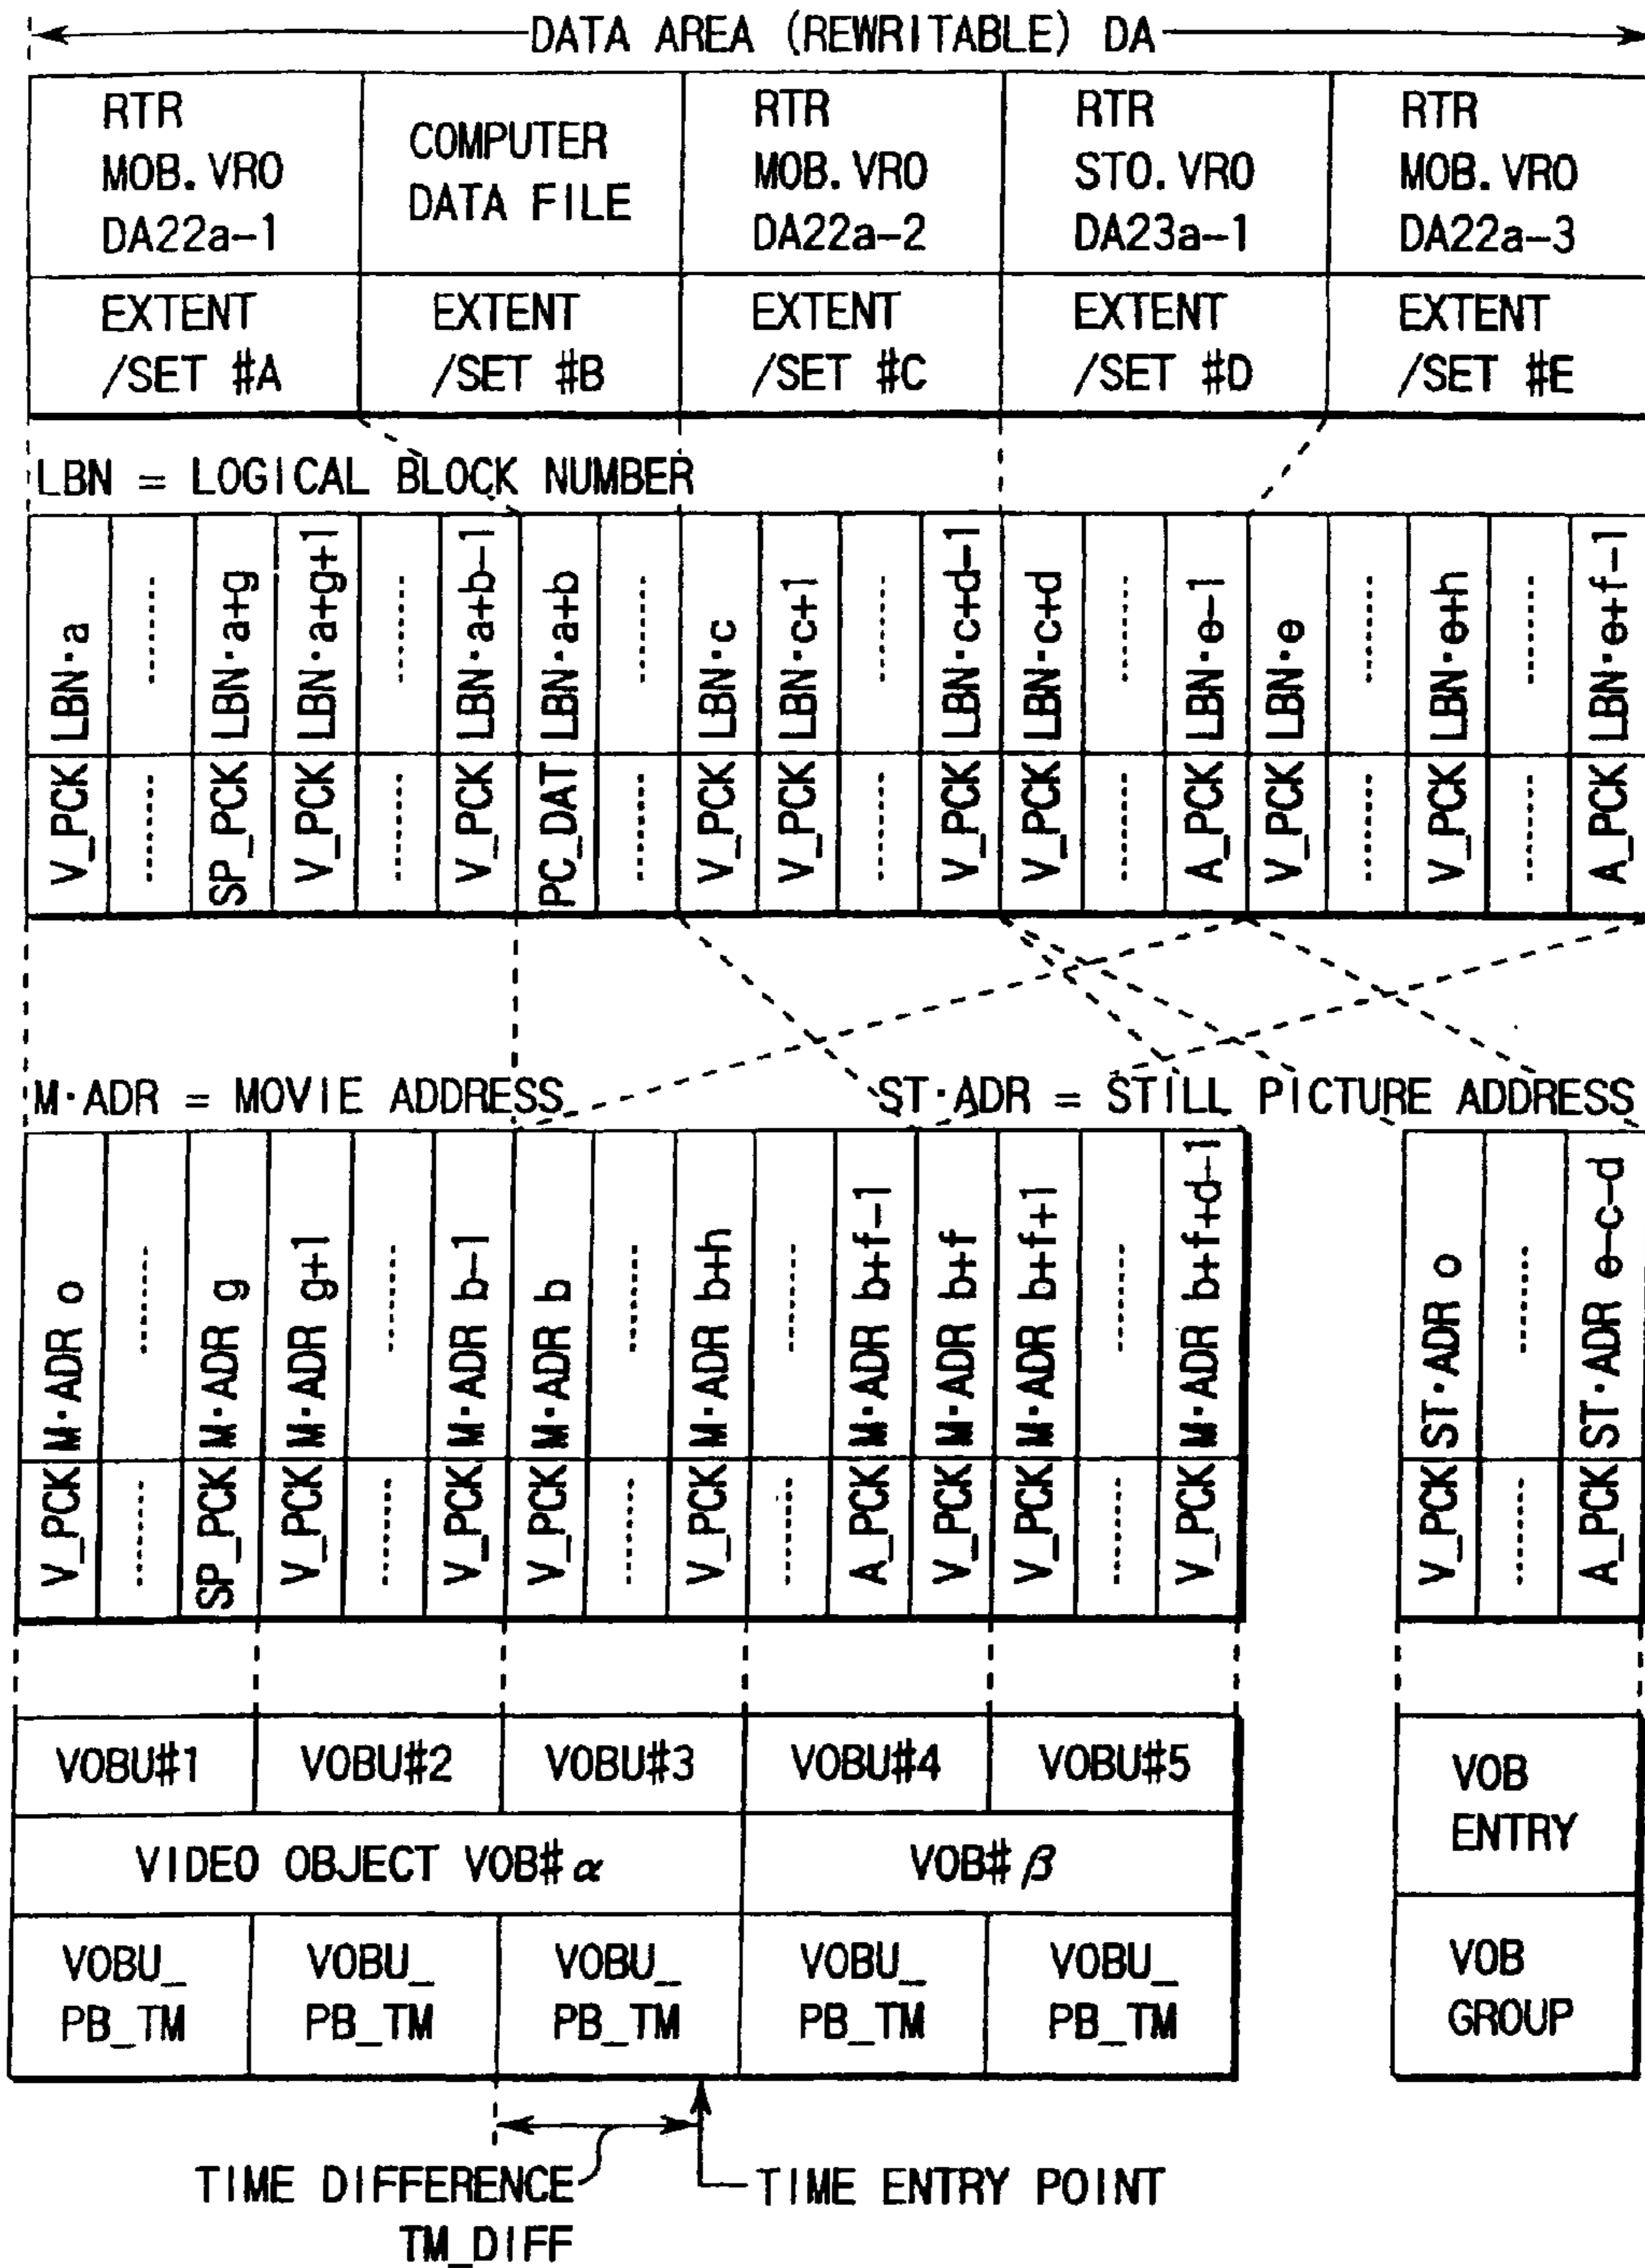 DATA AREA (REWRITABLE) DA
RTR MOB.VRO DA22a-1
COMPUTER DATA FILE
RTR MOB.VRO DA22a-2
RTR STO.VRO DA23a-1
RTR MOB.VRO DA22a-3
EXTENT /SET #A
EXTENT /SET #B
EXTENT /SET #C
EXTENT /SET #D
EXTENT /SET #E
LBN = LOGICAL BLOCK NUMBER
V_PCK LBN·a
SP_PCK LBN·a+g
V_PCK LBN·a+g+1
V_PCK LBN·a+b-1
PC_DAT LBN·a+b
V_PCK LBN·c
V_PCK LBN·c+1
V_PCK LBN·c+d-1
V_PCK LBN·c+d
A_PCK LBN·e-1
V_PCK LBN·e
V_PCK LBN·e+h
A_PCK LBN·e+f-1
M·ADR = MOVIE ADDRESS
ST·ADR = STILL PICTURE ADDRESS
V_PCK M·ADR o
SP_PCK M·ADR g
V_PCK M·ADR g+1
V_PCK M·ADR b-1
V_PCK M·ADR b
V_PCK M·ADR b+h
A_PCK M·ADR b+f-1
V_PCK M·ADR b+f
V_PCK M·ADR b+f+1
V_PCK M·ADR b+f+d-1
V_PCK ST·ADR o
A_PCK ST·ADR e-c-d
VOBU#1
VOBU#2
VOBU#3
VOBU#4
VOBU#5
VOB ENTRY
VIDEO OBJECT VOB#α
VOB#β
VOBU_ PB_TM
VOBU_ PB_TM
VOBU_ PB_TM
VOBU_ PB_TM
VOBU_ PB_TM
VOB GROUP
TIME DIFFERENCE TM_DIFF
TIME ENTRY POINT